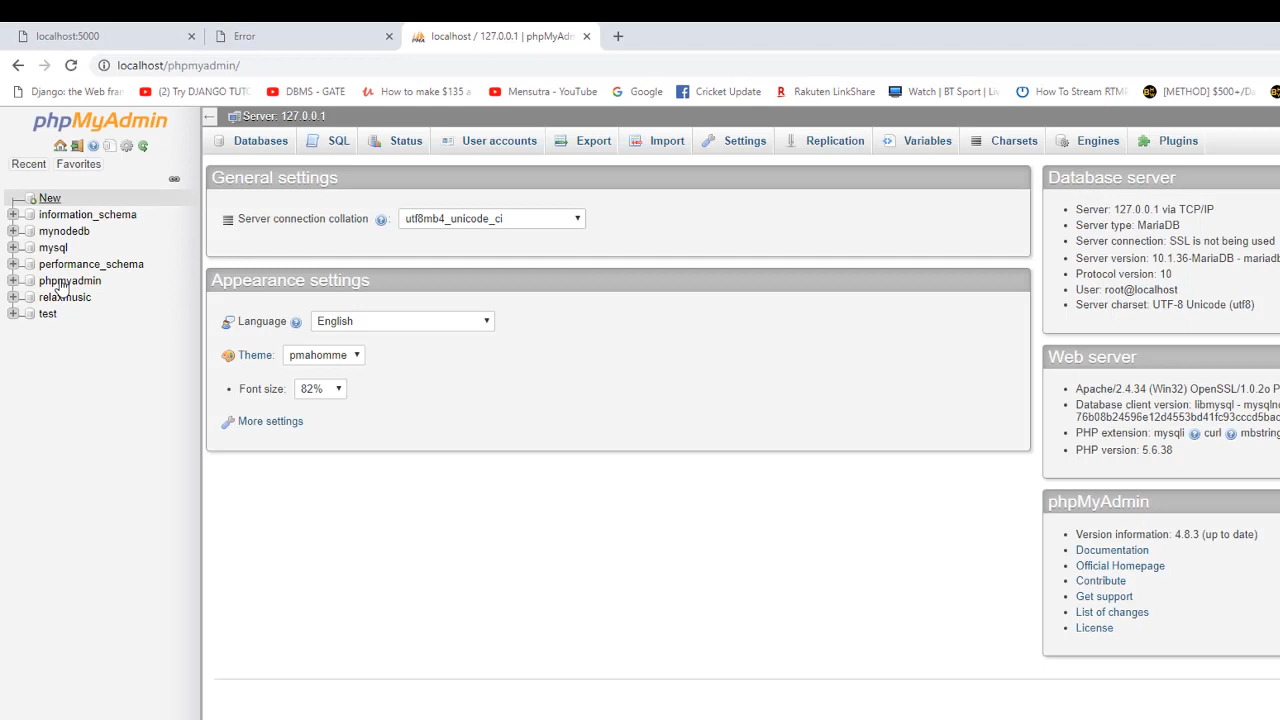 localhost:5000
Error
localhost / 127.0.0.1 | phpMyAdm
localhost/phpmyadmin/
Django: the Web fra
(2) Try DJANGO TUTO
DBMS - GATE
How to make $135 a
Mensutra - YouTube
Google
Cricket Update
Rakuten LinkShare
Watch | BT Sport | Liv
How To Stream RTMP
[METHOD] $500+/Da
phpMyAdmin
Recent
Favorites
New
information_schema
mynodedb
mysql
performance_schema
phpmyadmin
relaxmusic
test
Server: 127.0.0.1
Databases
SQL
Status
User accounts
Export
Import
Settings
Replication
Variables
Charsets
Engines
Plugins
General settings
Server connection collation
:
utf8mb4_unicode_ci
Appearance settings
Language
English
Theme:
pmahomme
Font size:
82%
More settings
Database server
Server: 127.0.0.1 via TCP/IP
Server type: MariaDB
Server connection: SSL is not being used
Server version: 10.1.36-MariaDB - mariadb
Protocol version: 10
User: root@localhost
Server charset: UTF-8 Unicode (utf8)
Web server
Apache/2.4.34 (Win32) OpenSSL/1.0.2o P
Database client version: libmysql - mysqlnd
76b08b24596e12d4553bd41fc93cccd5bac
PHP extension: mysqli curl mbstring
PHP version: 5.6.38
phpMyAdmin
Version information: 4.8.3 (up to date)
Documentation
Official Homepage
Contribute
Get support
List of changes
License